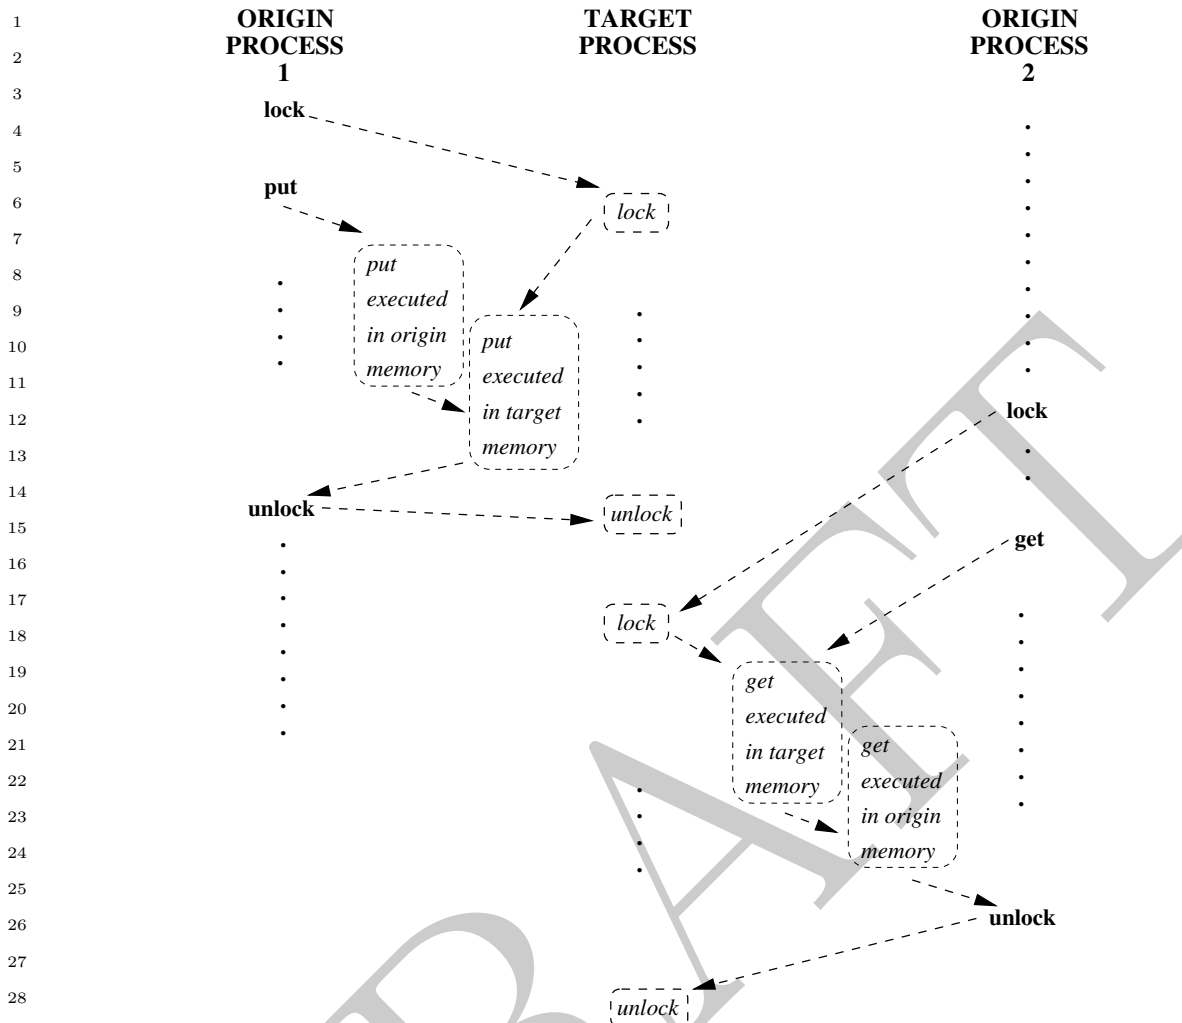 1
ORIGIN TARGET ORIGIN
PROCESS PROCESS PROCESS
2
1 2
3
lock
4
5
put
6
lock
7
8
put
executed
in origin
memory
9
10
put
executed
in target
memory
11
12
lock
13
14
unlock
unlock
15
get
16
17
lock
18
19
get
executed
in target
memory
20
21
get
executed
in origin
memory
22
23
24
25
26
unlock
27
28
unlock
DRAFT